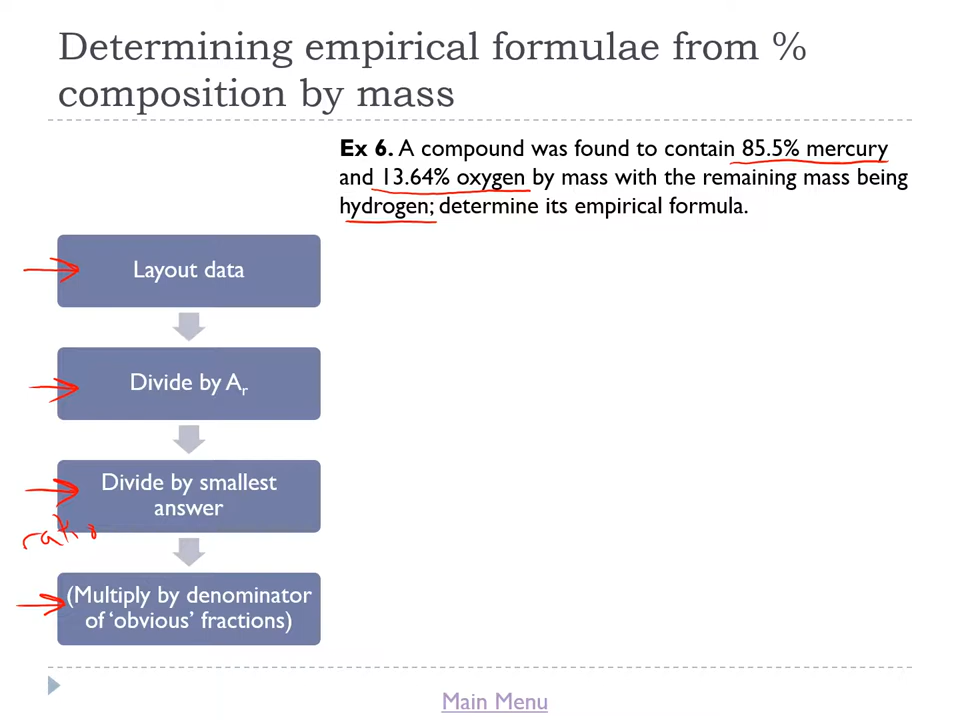 Determining empirical formulae from %
composition by mass
Ex 6. A compound was found to contain 85.5% mercury
and 13.64% oxygen by mass with the remaining mass being
hydrogen; determine its empirical formula.
Layout data
Divide by Ar
Divide by smallest
answer
ratio
(Multiply by denominator
of ‘obvious’ fractions)
Main Menu